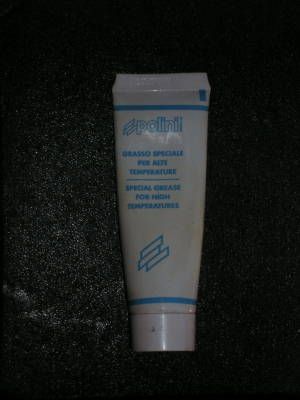 polini
GRASSO SPECIALE
PER ALTE
TEMPERATURE
SPECIAL GREASE
FOR HIGH
TEMPERATURES